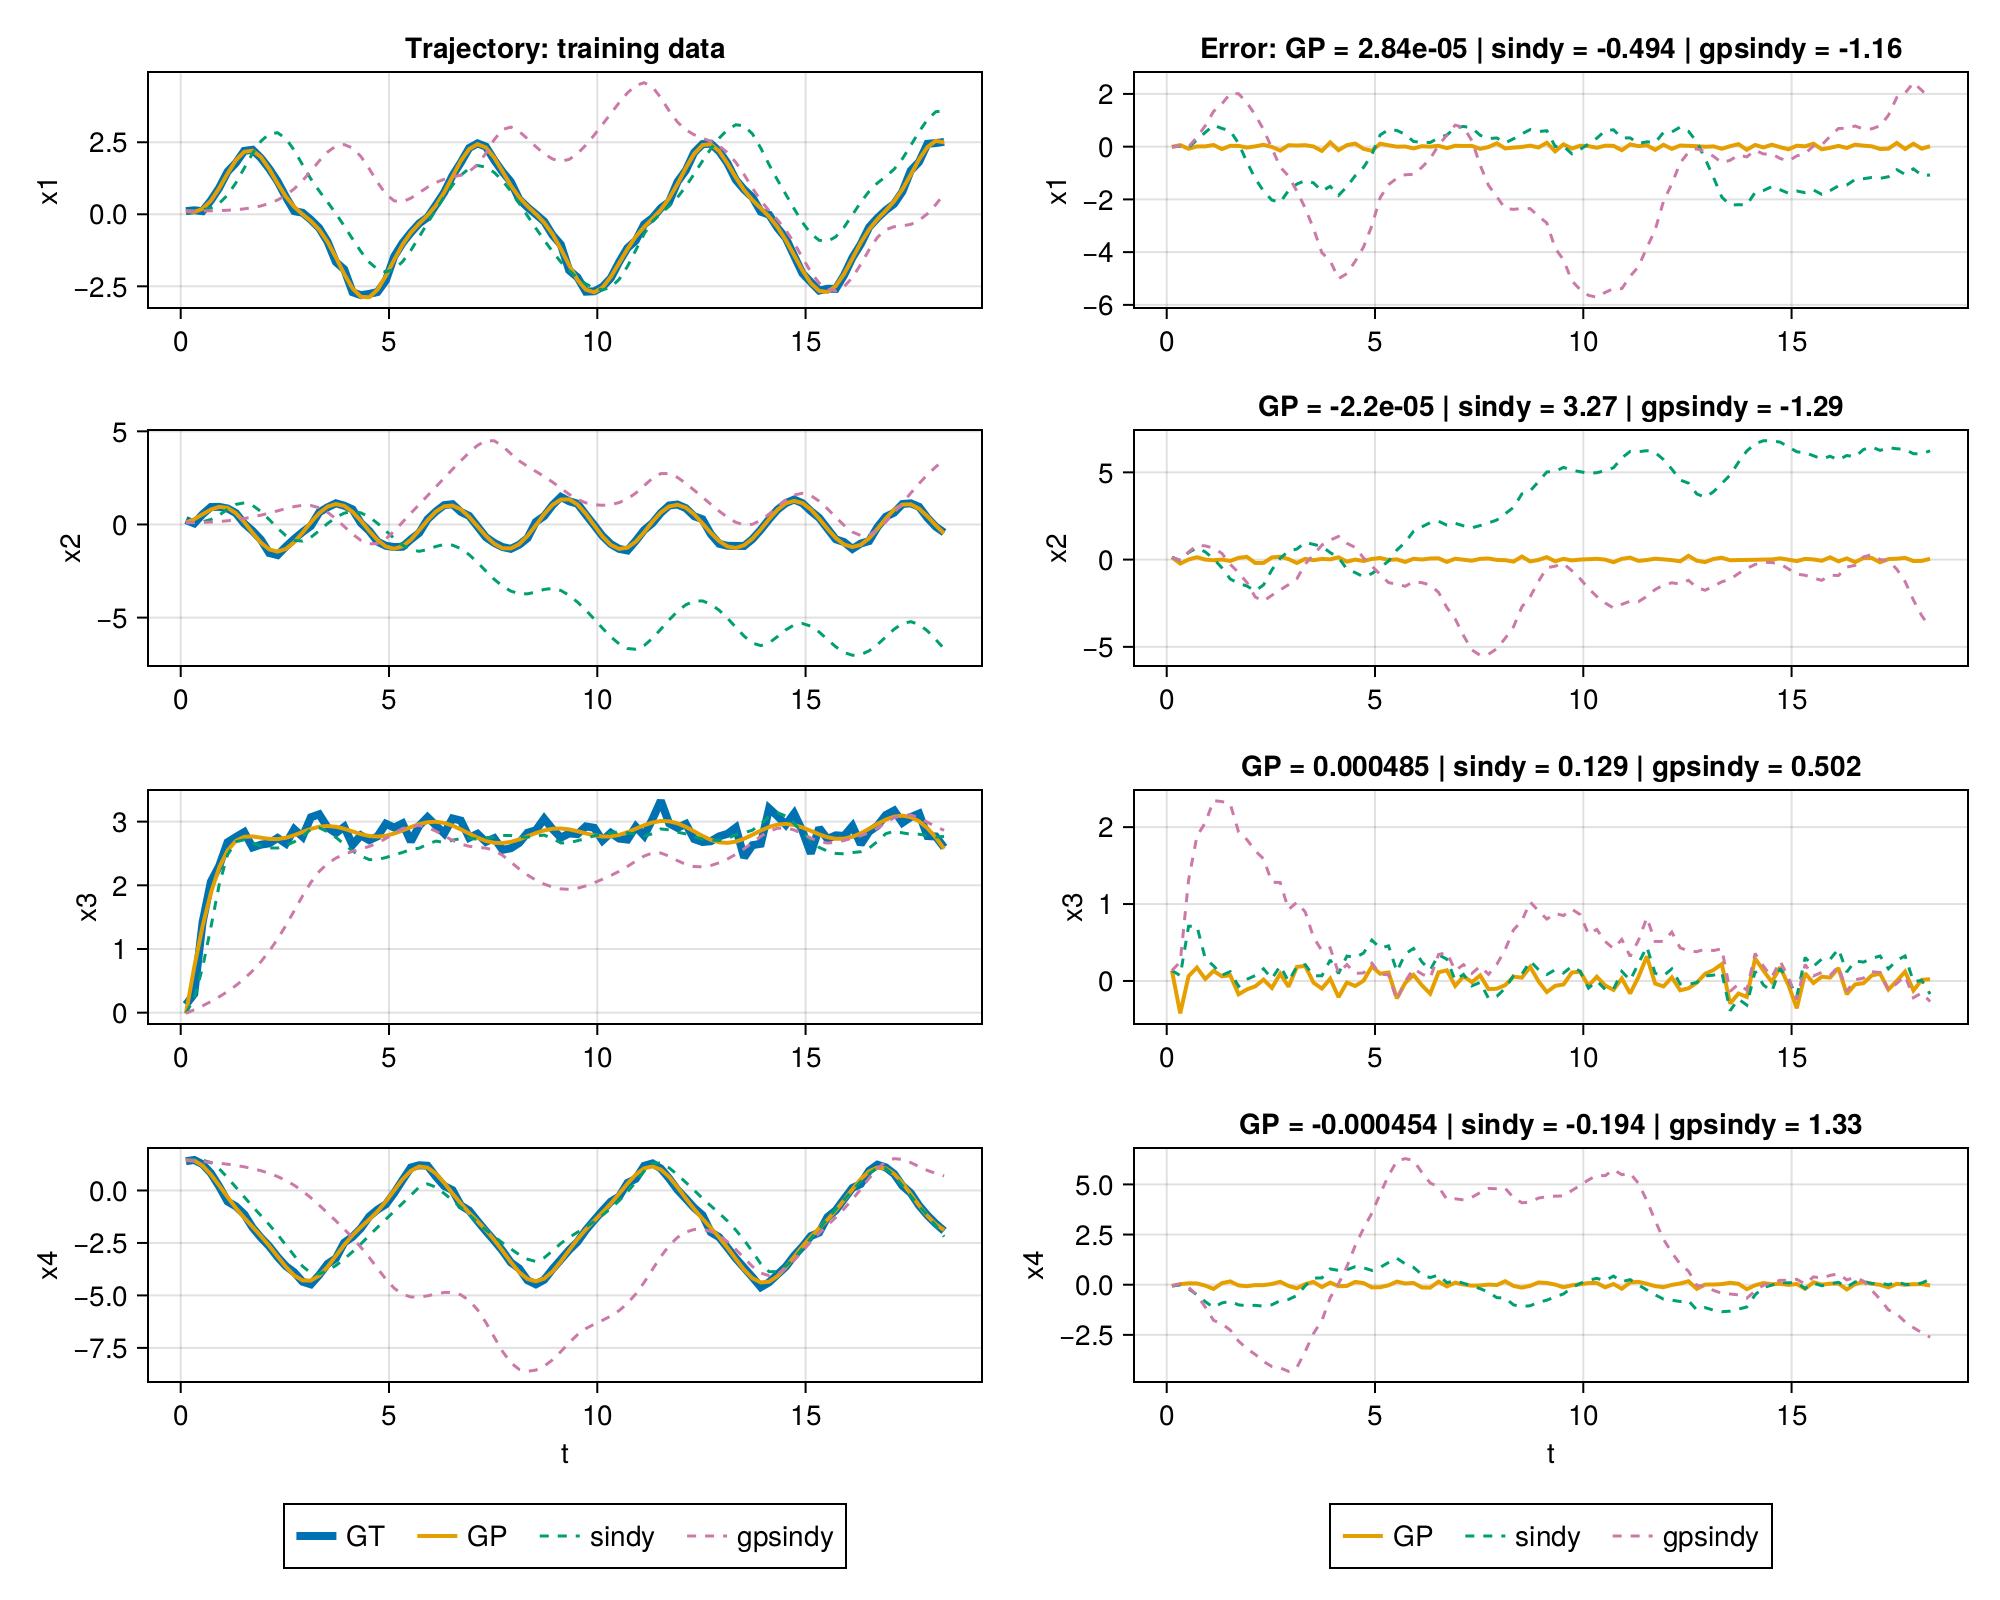 Trajectory: training data
x1
2.5
0.0
−2.5
0 5 10 15
Error: GP = 2.84e-05 | sindy = -0.494 | gpsindy = -1.16
x1
2
0
−2
−4
−6
0 5 10 15
x2
5
0
−5
0 5 10 15
GP = -2.2e-05 | sindy = 3.27 | gpsindy = -1.29
x2
5
0
−5
0 5 10 15
x3
3
2
1
0
0 5 10 15
GP = 0.000485 | sindy = 0.129 | gpsindy = 0.502
x3
2
1
0
0 5 10 15
x4
0.0
−2.5
−5.0
−7.5
0 5 10 15
t
GP = -0.000454 | sindy = -0.194 | gpsindy = 1.33
x4
5.0
2.5
0.0
−2.5
0 5 10 15
t
GT GP sindy gpsindy
GP sindy gpsindy